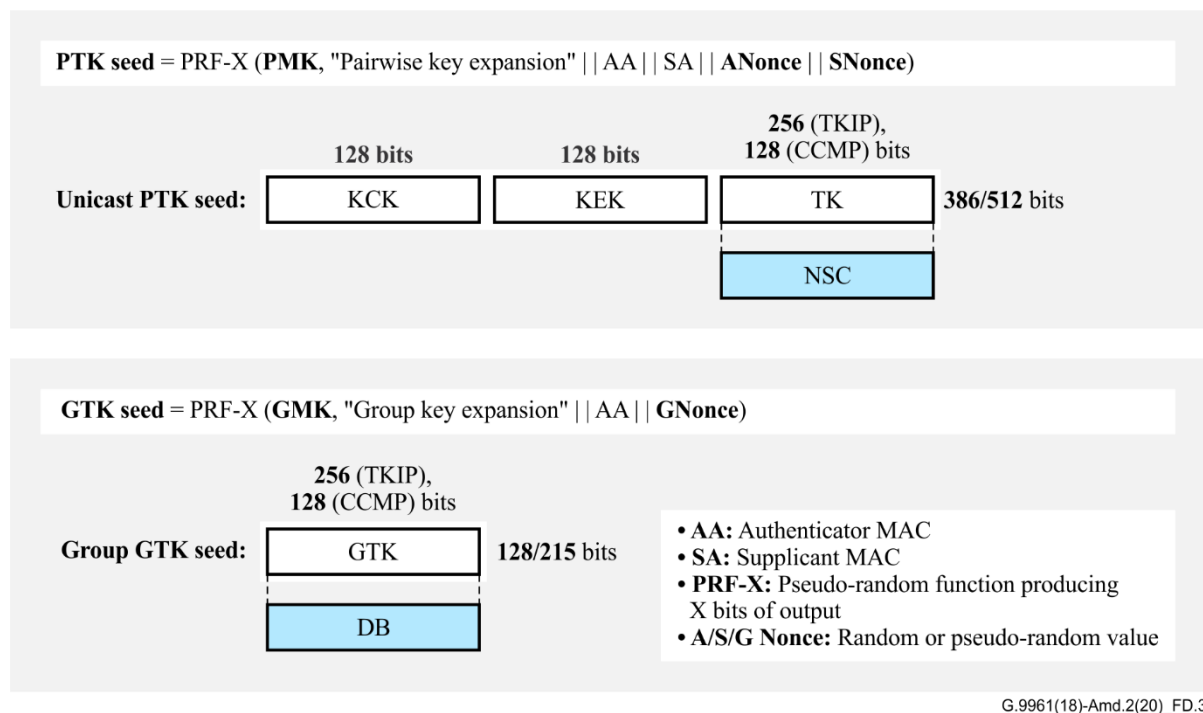 PTK seed = PRF-X (PMK, "Pairwise key expansion" || AA || SA || ANonce || SNonce)
256 (TKIP),
128 bits 128 bits 128 (CCMP) bits
Unicast PTK seed: KCK KEK TK 386/512 bits
NSC
GTK seed = PRF-X (GMK, "Group key expansion" || AA || GNonce)
256 (TKIP),
128 (CCMP) bits
Group GTK seed: GTK 128/215 bits
DB
• AA: Authenticator MAC
• SA: Supplicant MAC
• PRF-X: Pseudo-random function producing
X bits of output
• A/S/G Nonce: Random or pseudo-random value
G.9961(18)-Amd.2(20)_FD.3